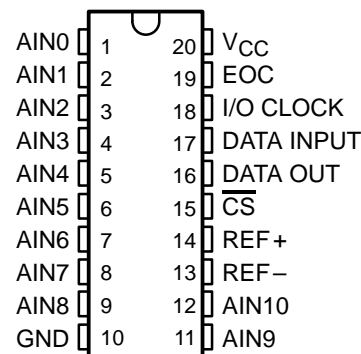 AIN0 1 20 VCC
AIN1 2 19 EOC
AIN2 3 18 I/O CLOCK
AIN3 4 17 DATA INPUT
AIN4 5 16 DATA OUT
AIN5 6 15 C̅S̅
AIN6 7 14 REF+
AIN7 8 13 REF−
AIN8 9 12 AIN10
GND 10 11 AIN9